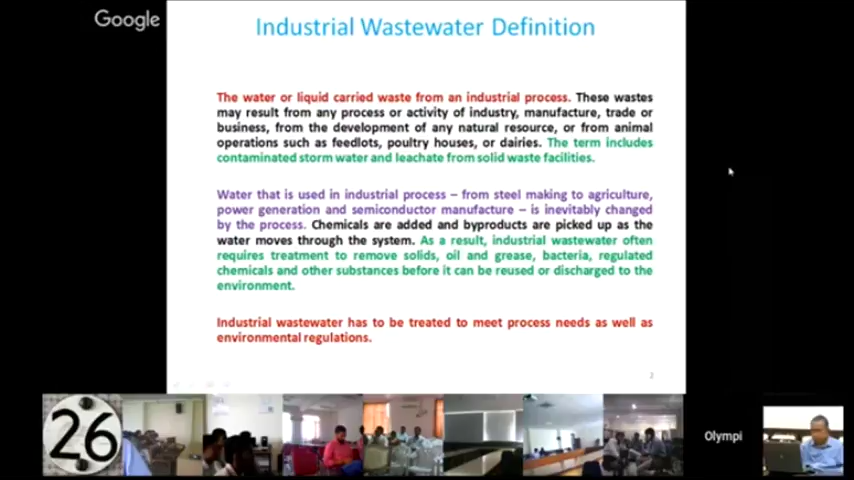 Google
Industrial Wastewater Definition
The water or liquid carried waste from an industrial process. These wastes
may result from any process or activity of industry, manufacture, trade or
business, from the development of any natural resource, or from animal
operations such as feedlots, poultry houses, or dairies. The term includes
contaminated storm water and leachate from solid waste facilities.
Water that is used in industrial process – from steel making to agriculture,
power generation and semiconductor manufacture – is inevitably changed
by the process. Chemicals are added and byproducts are picked up as the
water moves through the system. As a result, industrial wastewater often
requires treatment to remove solids, oil and grease, bacteria, regulated
chemicals and other substances before it can be reused or discharged to the
environment.
Industrial wastewater has to be treated to meet process needs as well as
environmental regulations.
2
26
Olympi